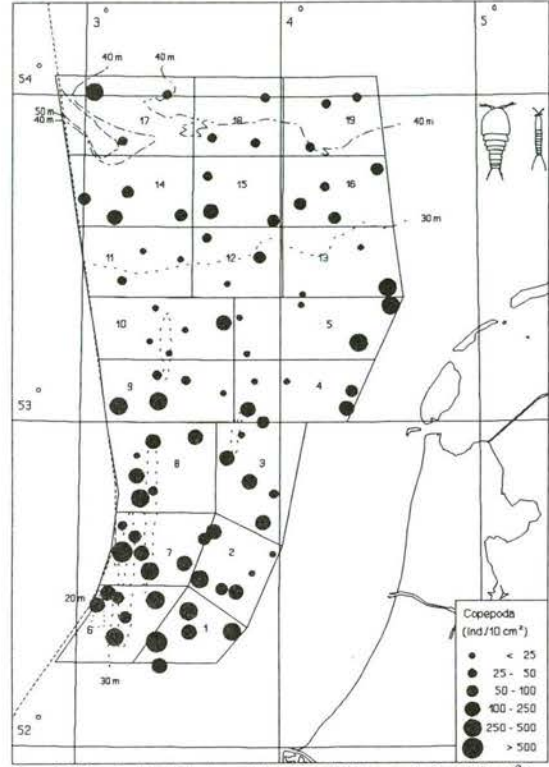 3 4 5
54
40 m 40 m
50 m
40 m
17 18 19
40 m
14 15 16
30 m
11 12 13
10 5
9 4
53
8 3
7 2
20 m
6 1
30 m
52
Copepoda
(ind./10 cm²)
< 25
25 - 50
50 - 100
100 - 250
250 - 500
> 500